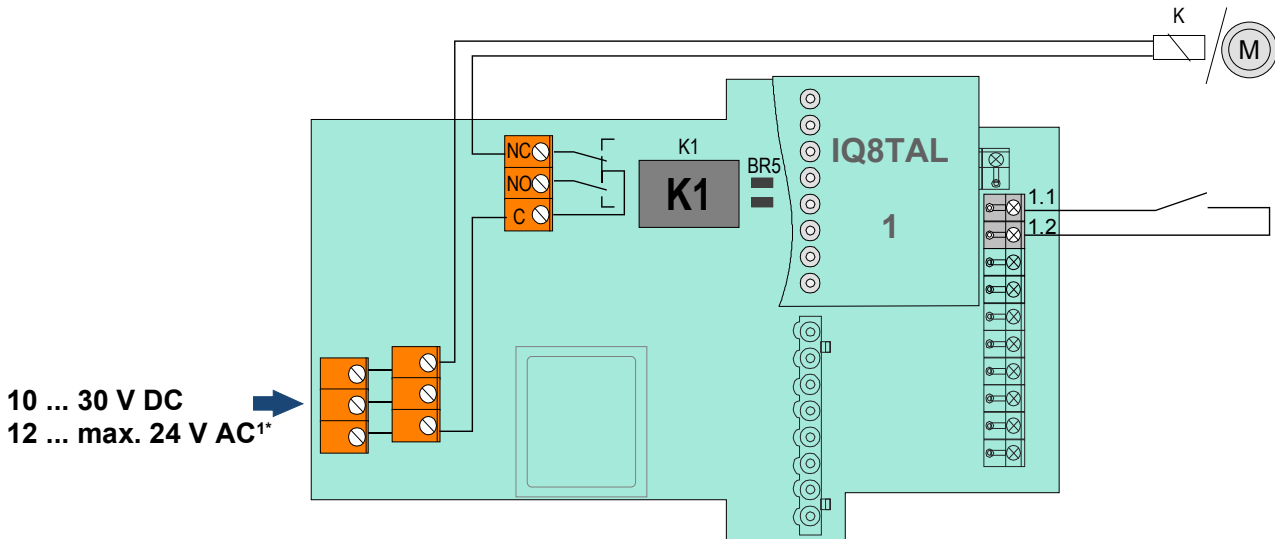 K
M
NC
NO
C
K1
K1
BR5
IQ8TAL
1
1.1
1.2
10 ... 30 V DC
12 ... max. 24 V AC¹*